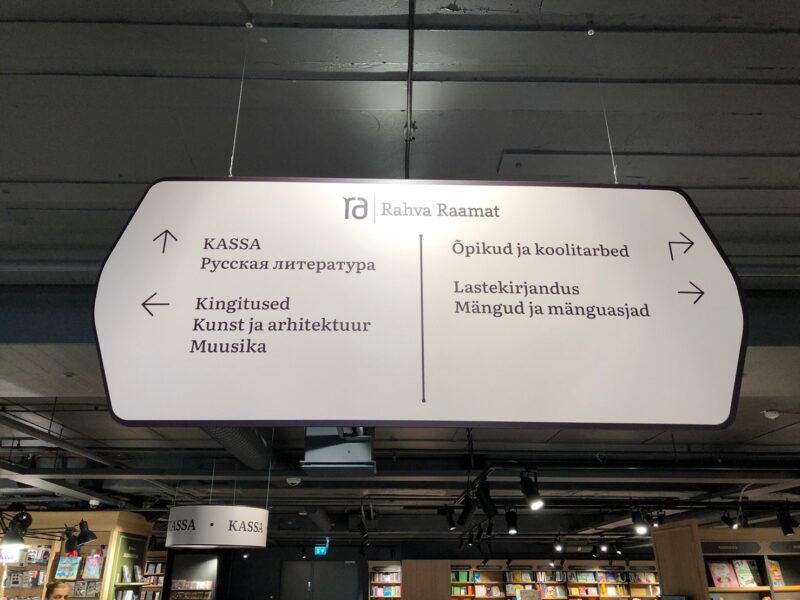 ra Rahva Raamat
KASSA
Русская литература
Kingitused
Kunst ja arhitektuur
Muusika
Õpikud ja koolitarbed
Lastekirjandus
Mängud ja mänguasjad
KASSA • KASSA